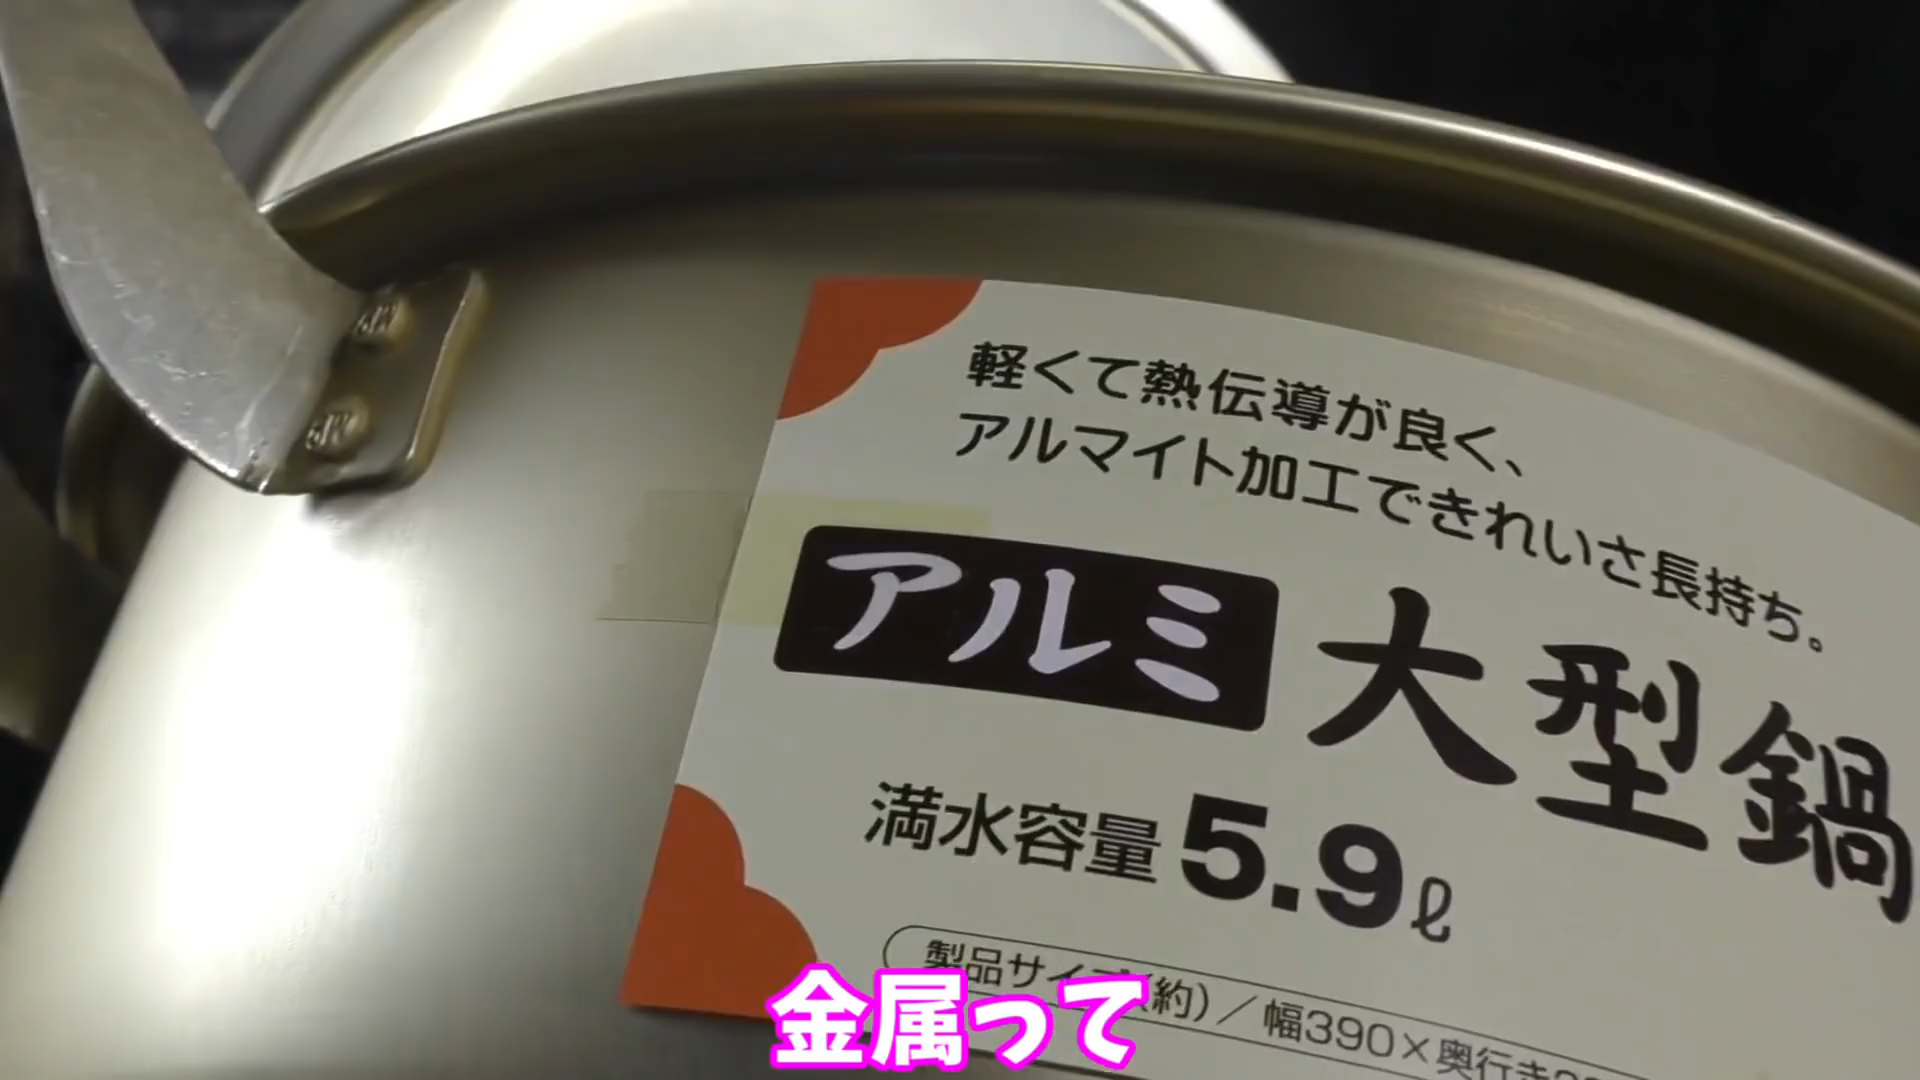 軽くて熱伝導が良く、
アルマイト加工できれいさ長持ち。
アルミ 大型鍋
満水容量 5.9ℓ
製品サイズ(約)/幅390×奥行き
金属って